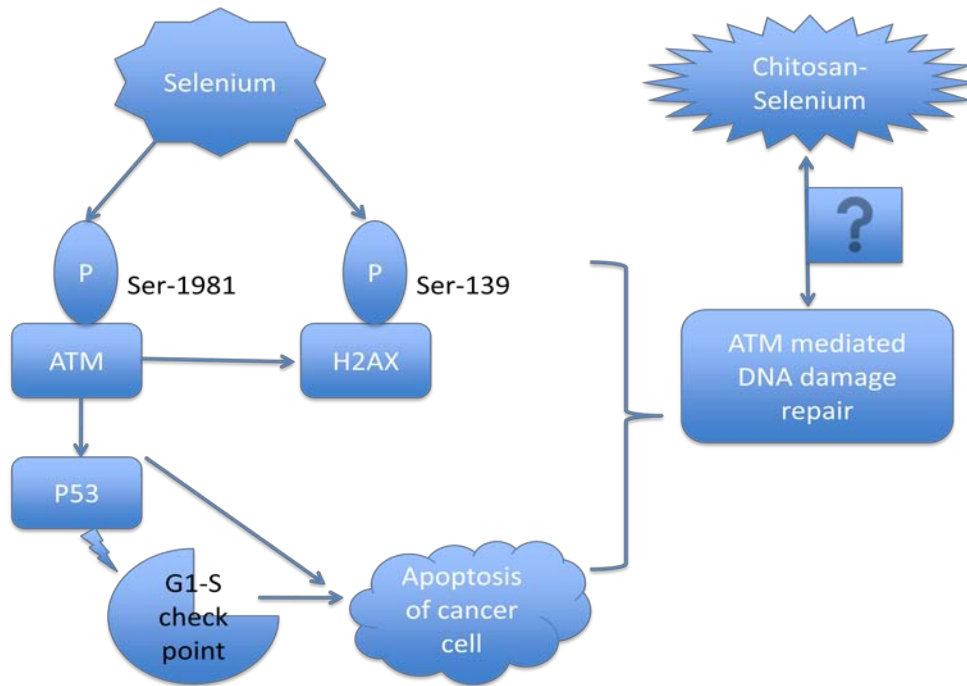 Selenium
Chitosan-
Selenium
?
P
Ser-1981
P
Ser-139
ATM
H2AX
ATM mediated
DNA damage
repair
P53
G1-S
check
point
Apoptosis
of cancer
cell